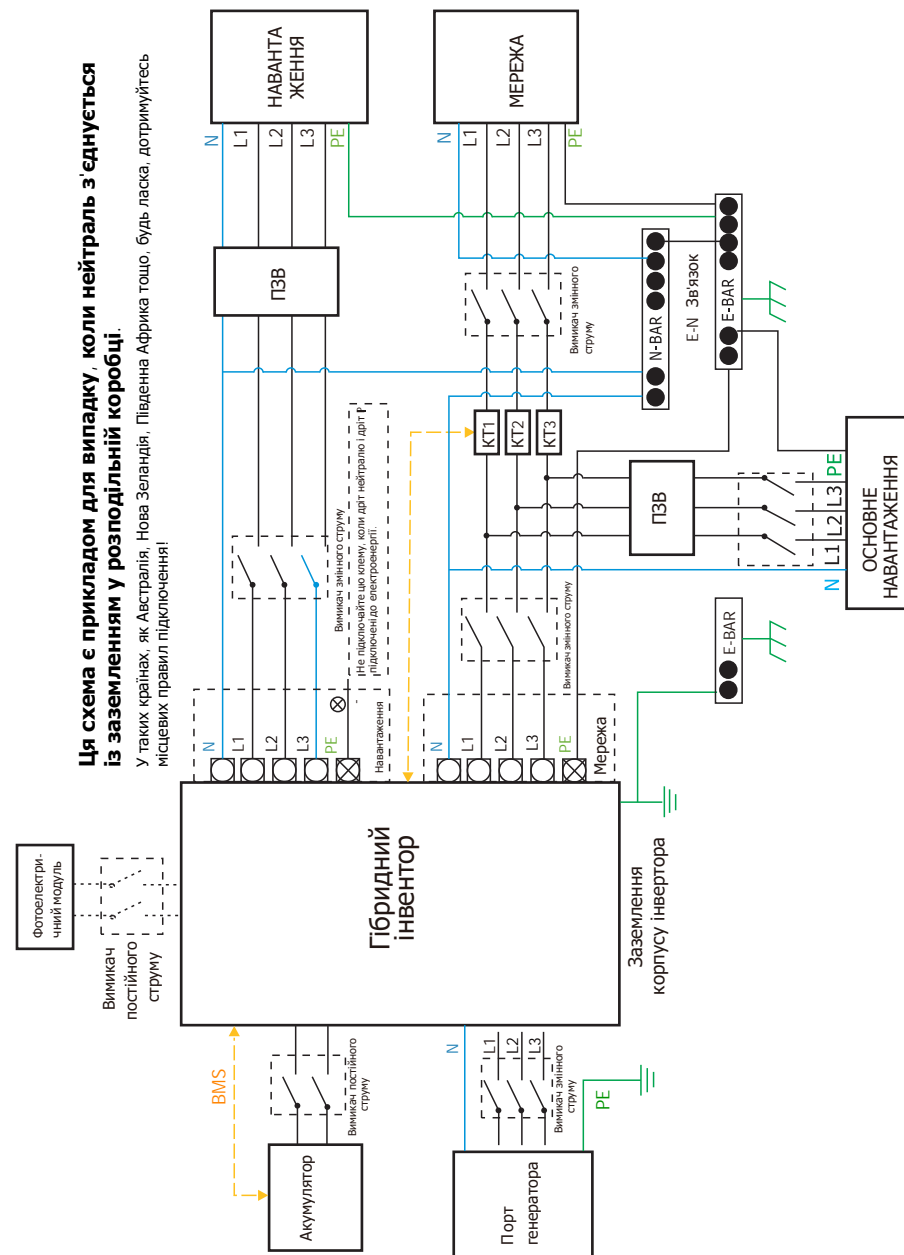 Ця схема є прикладом для випадку, коли нейтраль з'єднується
із заземленням у розподільній коробці.
У таких країнах, як Австралія, Нова Зеландія, Південна Африка тощо, будь ласка, дотримуйтесь
місцевих правил підключення!
Фотоелектри-
чний модуль
Вимикач
постійного
струму
BMS
Акумулятор
Вимикач постійного
струму
Гібридний
інвентор
N
L1
L2
L3
PE
Навантаження
Вимикач змінного струму
Не підключайте цю клему, коли дріт нейтралю і дріт P
підключені до електроенергії.
ПЗВ
N
L1
L2
L3
PE
НАВАНТА
ЖЕННЯ
N
L1
L2
L3
PE
Мережа
Вимикач змінного струму
КТ1
КТ2
КТ3
Вимикач змінного
струму
N
L1
L2
L3
PE
МЕРЕЖА
N-BAR
E-N Зв'язок
E-BAR
ПЗВ
N
L1
L2
L3
PE
ОСНОВНЕ
НАВАНТАЖЕННЯ
E-BAR
Заземлення
корпусу інвертора
N
L1
L2
L3
Вимикач змінного
струму
PE
Порт
генератора